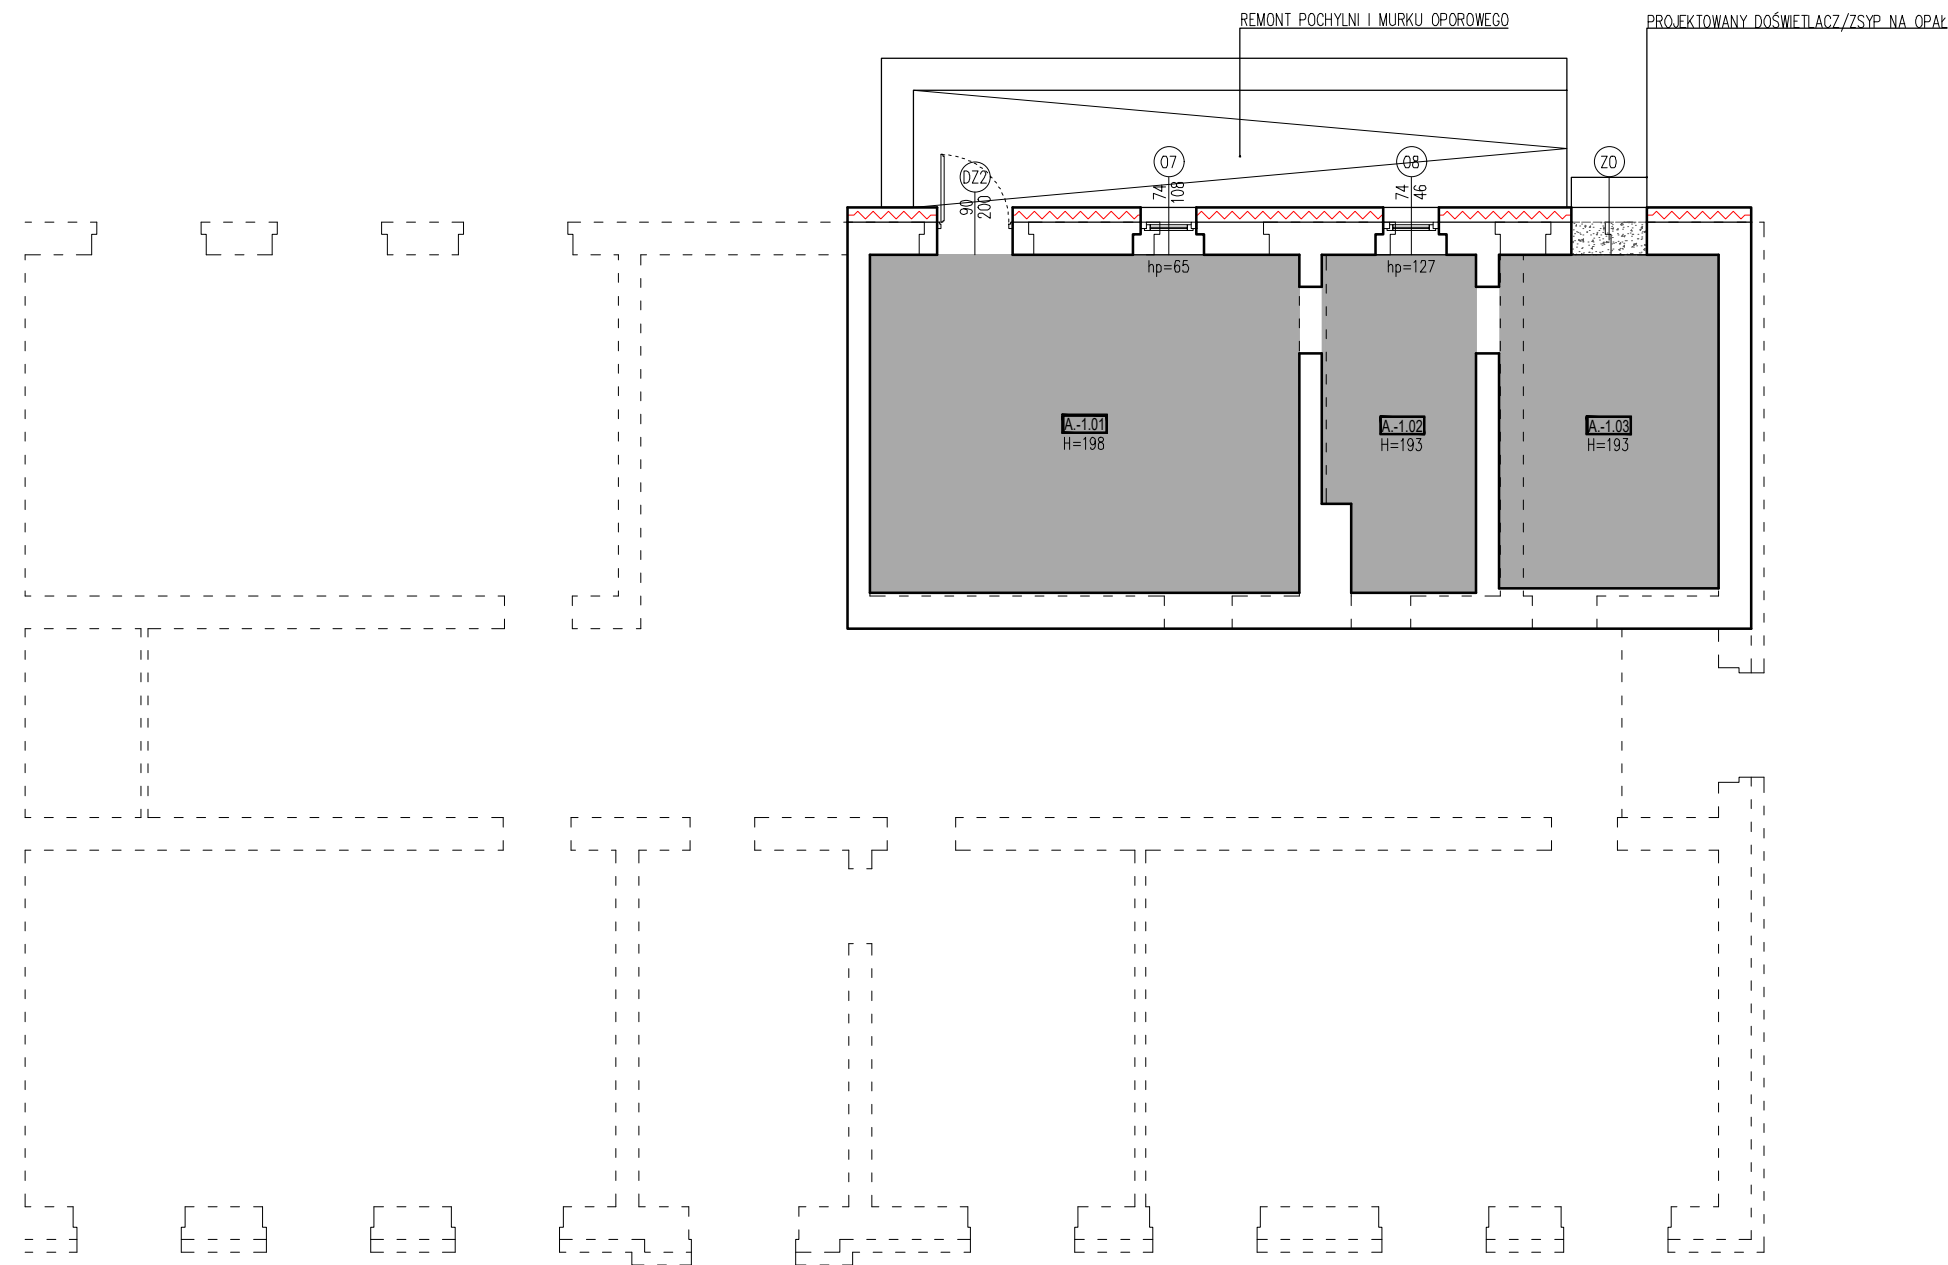 REMONT POCHYLNI I MURKU OPOROWEGO
PROJEKTOWANY DOŚWIETLACZ/ZSYP NA OPAŁ
DZ2
90
200
O7
74
108
O8
74
46
ZO
hp=65
hp=127
A.-1.01
H=198
A.-1.02
H=193
A.-1.03
H=193